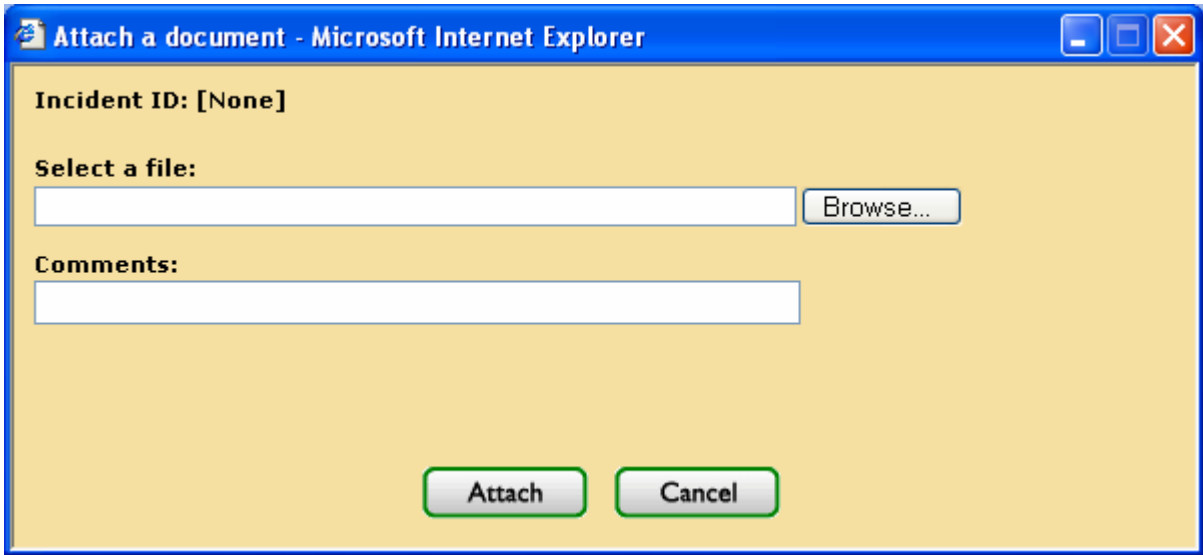 Attach a document - Microsoft Internet Explorer
Incident ID: [None]
Select a file:
Browse...
Comments:
Attach Cancel